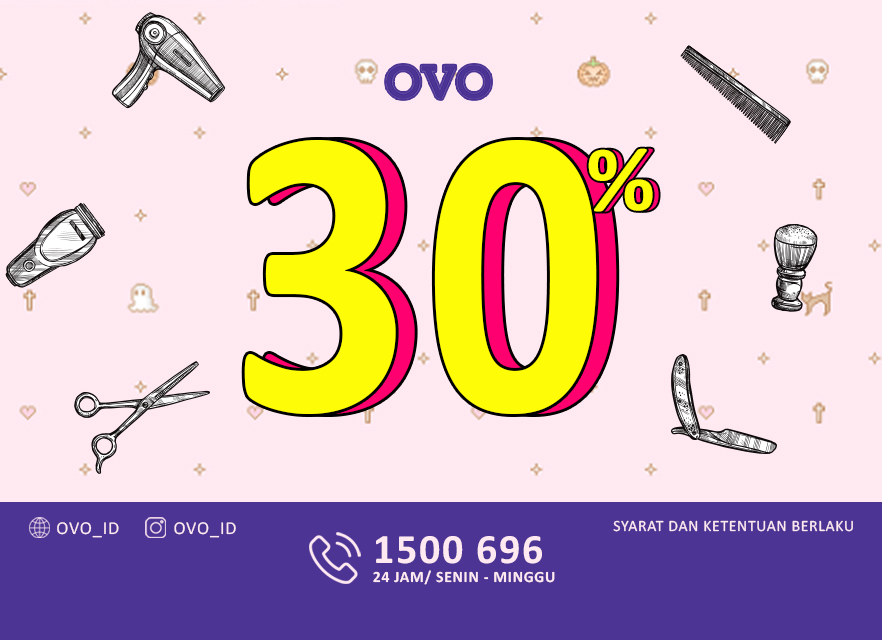 OVO
30%
OVO_ID OVO_ID
SYARAT DAN KETENTUAN BERLAKU
1500 696
24 JAM/ SENIN - MINGGU